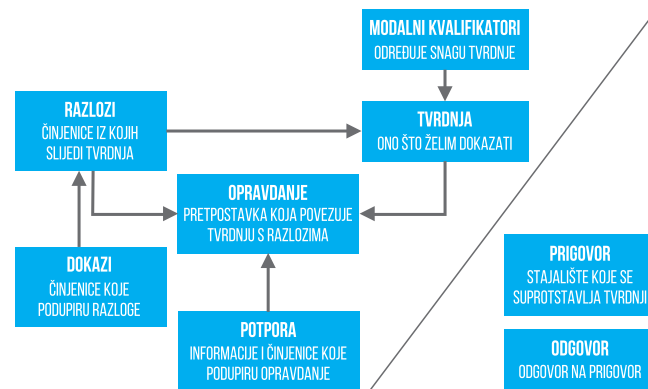 MODALNI KVALIFIKATORI
ODREĐUJE SNAGU TVRDNJE
RAZLOZI
ČINJENICE IZ KOJIH
SLIJEDI TVRDNJA
TVRDNJA
ONO ŠTO ŽELIM DOKAZATI
OPRAVDANJE
PRETPOSTAVKA KOJA POVEZUJE
TVRDNJU S RAZLOZIMA
DOKAZI
ČINJENICE KOJE
PODUPIRU RAZLOGE
POTPORA
INFORMACIJE I ČINJENICE KOJE
PODUPIRU OPRAVDANJE
PRIGOVOR
STAJALIŠTE KOJE SE
SUPROTSTAVLJA TVRDNJI
ODGOVOR
ODGOVOR NA PRIGOVOR